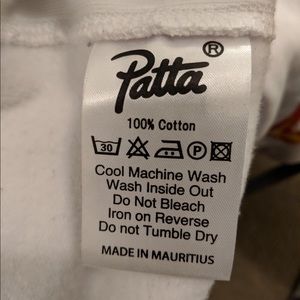 Patta®
100% Cotton
30 P
Cool Machine Wash
Wash Inside Out
Do Not Bleach
Iron on Reverse
Do not Tumble Dry
MADE IN MAURITIUS